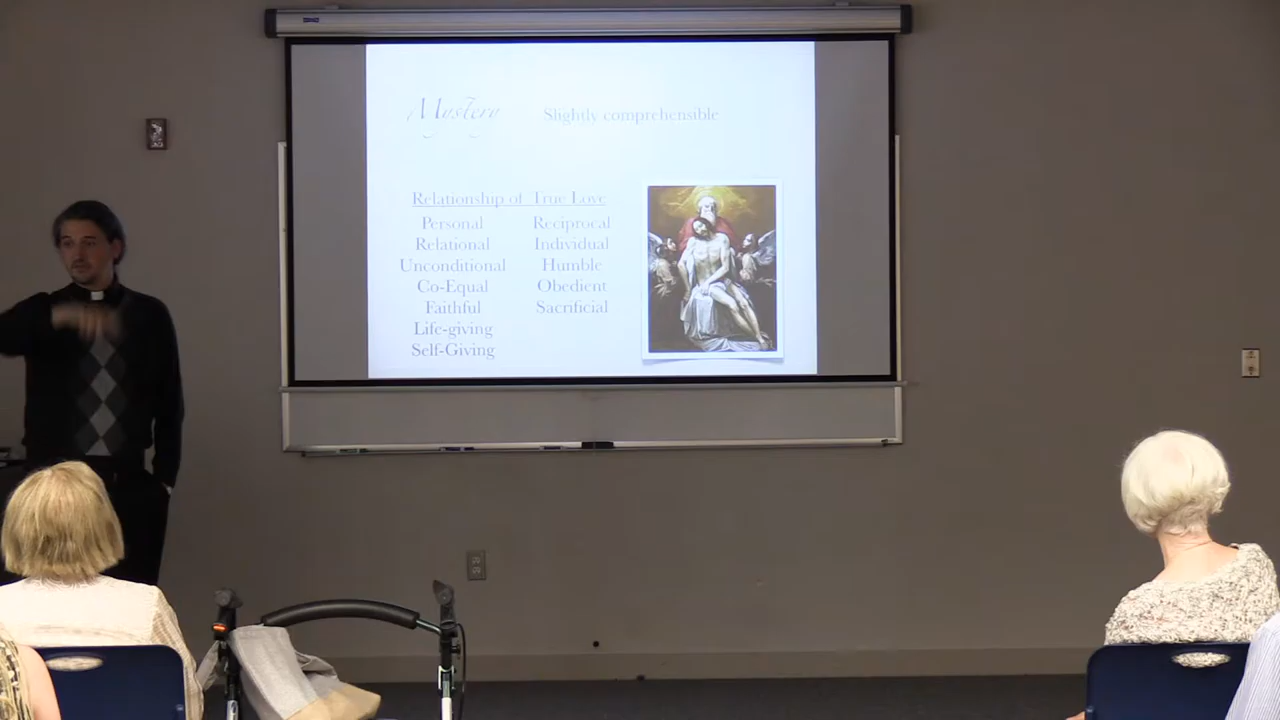 Mystery Slightly comprehensible
Relationship of True Love
Personal Reciprocal
Relational Individual
Unconditional Humble
Co-Equal Obedient
Faithful Sacrificial
Life-giving
Self-Giving